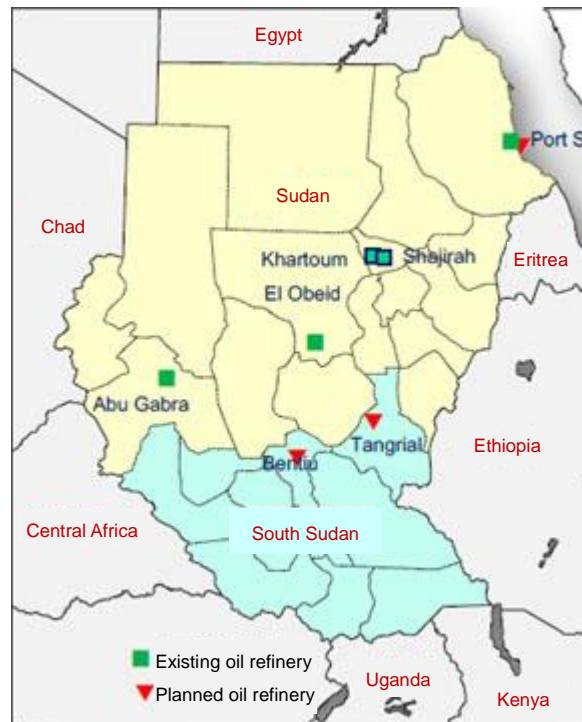 Egypt
Port S
Sudan
Chad
Khartoum
Shajirah
Eritrea
El Obeid
Abu Gabra
Tangrial
Ethiopia
Bentiu
Central Africa
South Sudan
Existing oil refinery
Uganda
Planned oil refinery
Kenya